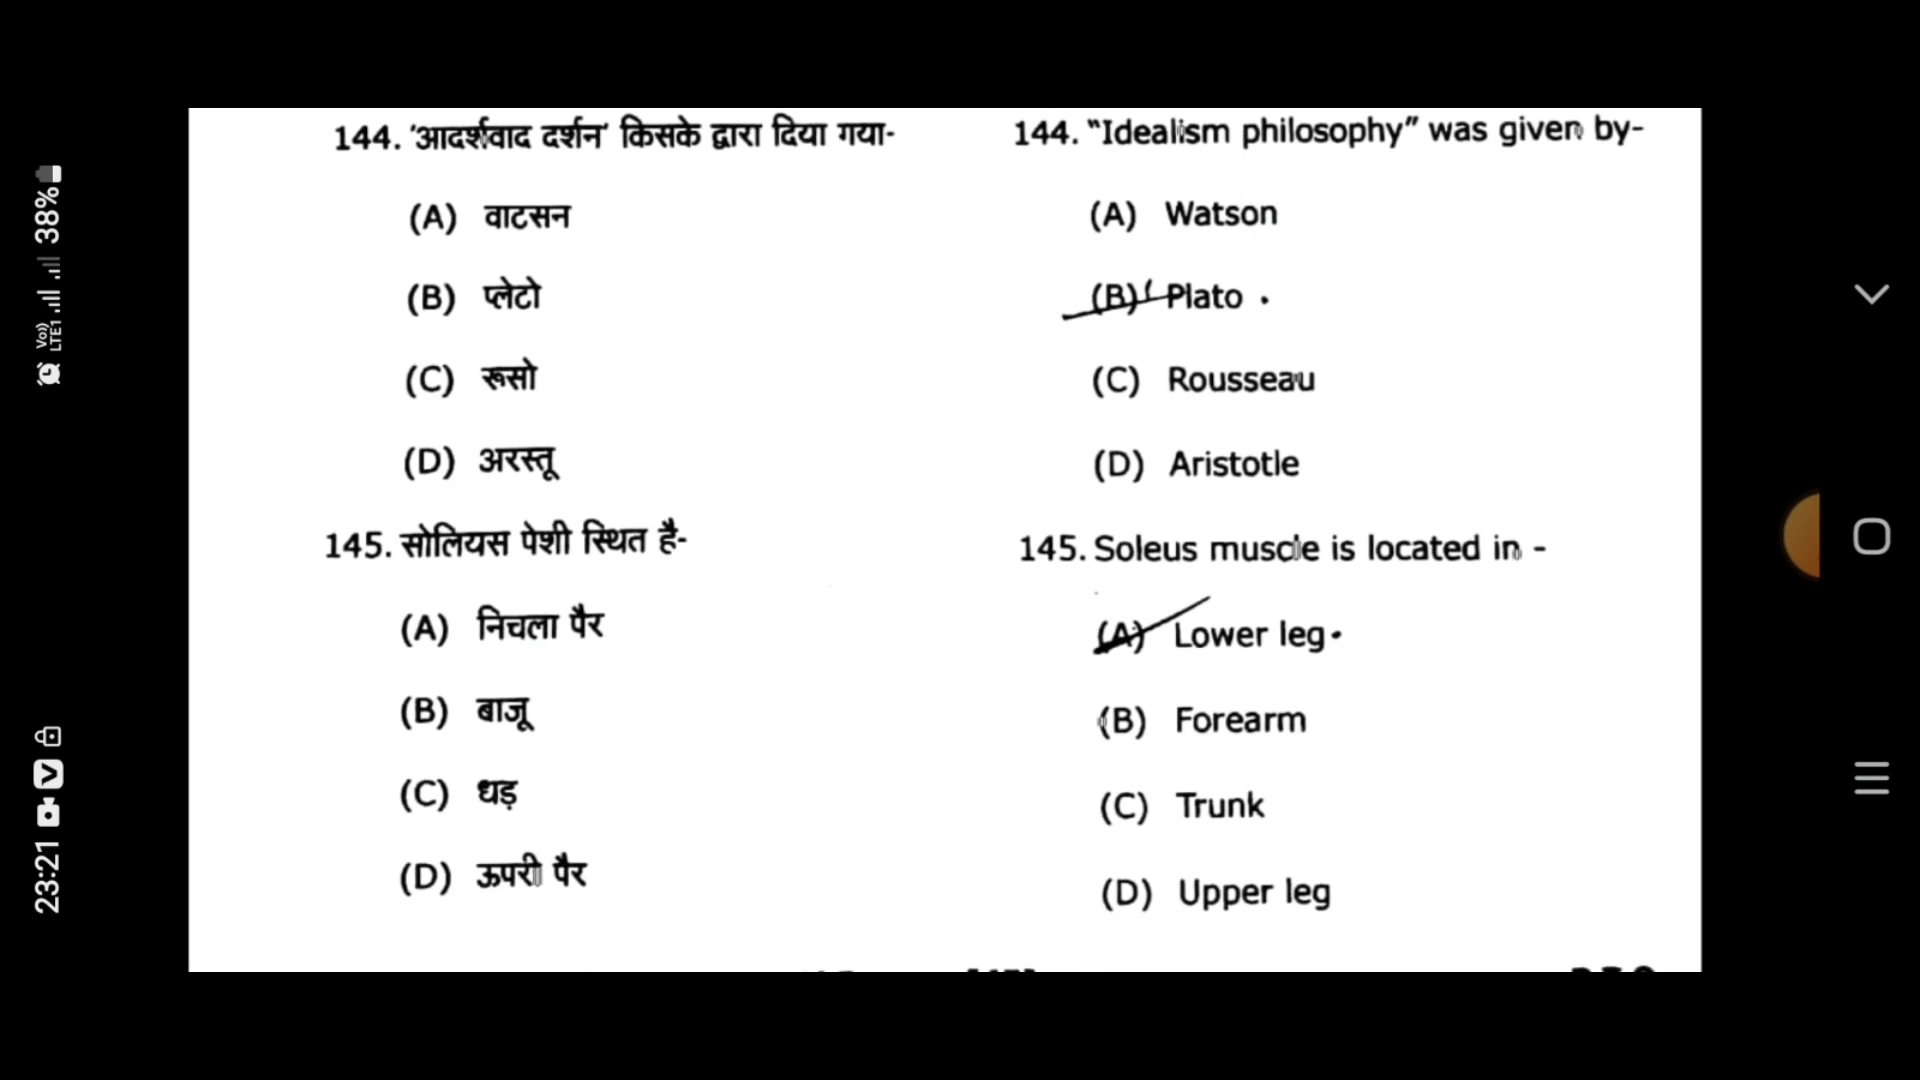 144. 'आदर्शवाद दर्शन' किसके द्वारा दिया गया-
(A) वाटसन
(B) प्लेटो
(C) रूसो
(D) अरस्तू
145. सोलियस पेशी स्थित है-
(A) निचला पैर
(B) बाजू
(C) धड़
(D) ऊपरी पैर
144. "Idealism philosophy" was given by-
(A) Watson
(B) Plato
(C) Rousseau
(D) Aristotle
145. Soleus muscle is located in -
(A) Lower leg
(B) Forearm
(C) Trunk
(D) Upper leg
38%
Vo)) LTE1
23:21